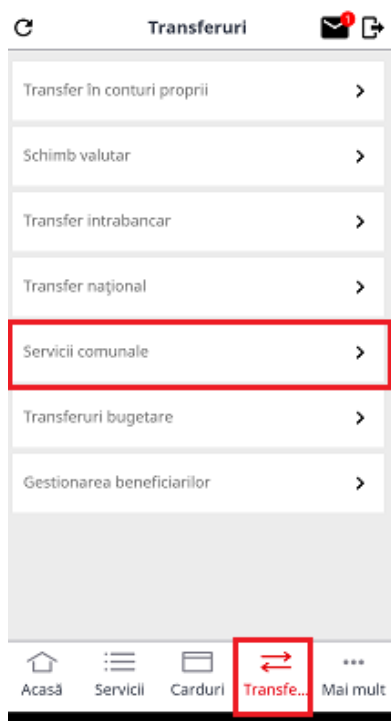 Transferuri
1
Transfer în conturi proprii
Schimb valutar
Transfer intrabancar
Transfer naţional
Servicii comunale
Transferuri bugetare
Gestionarea beneficiarilor
Acasă Servicii Carduri Transfe... Mai mult